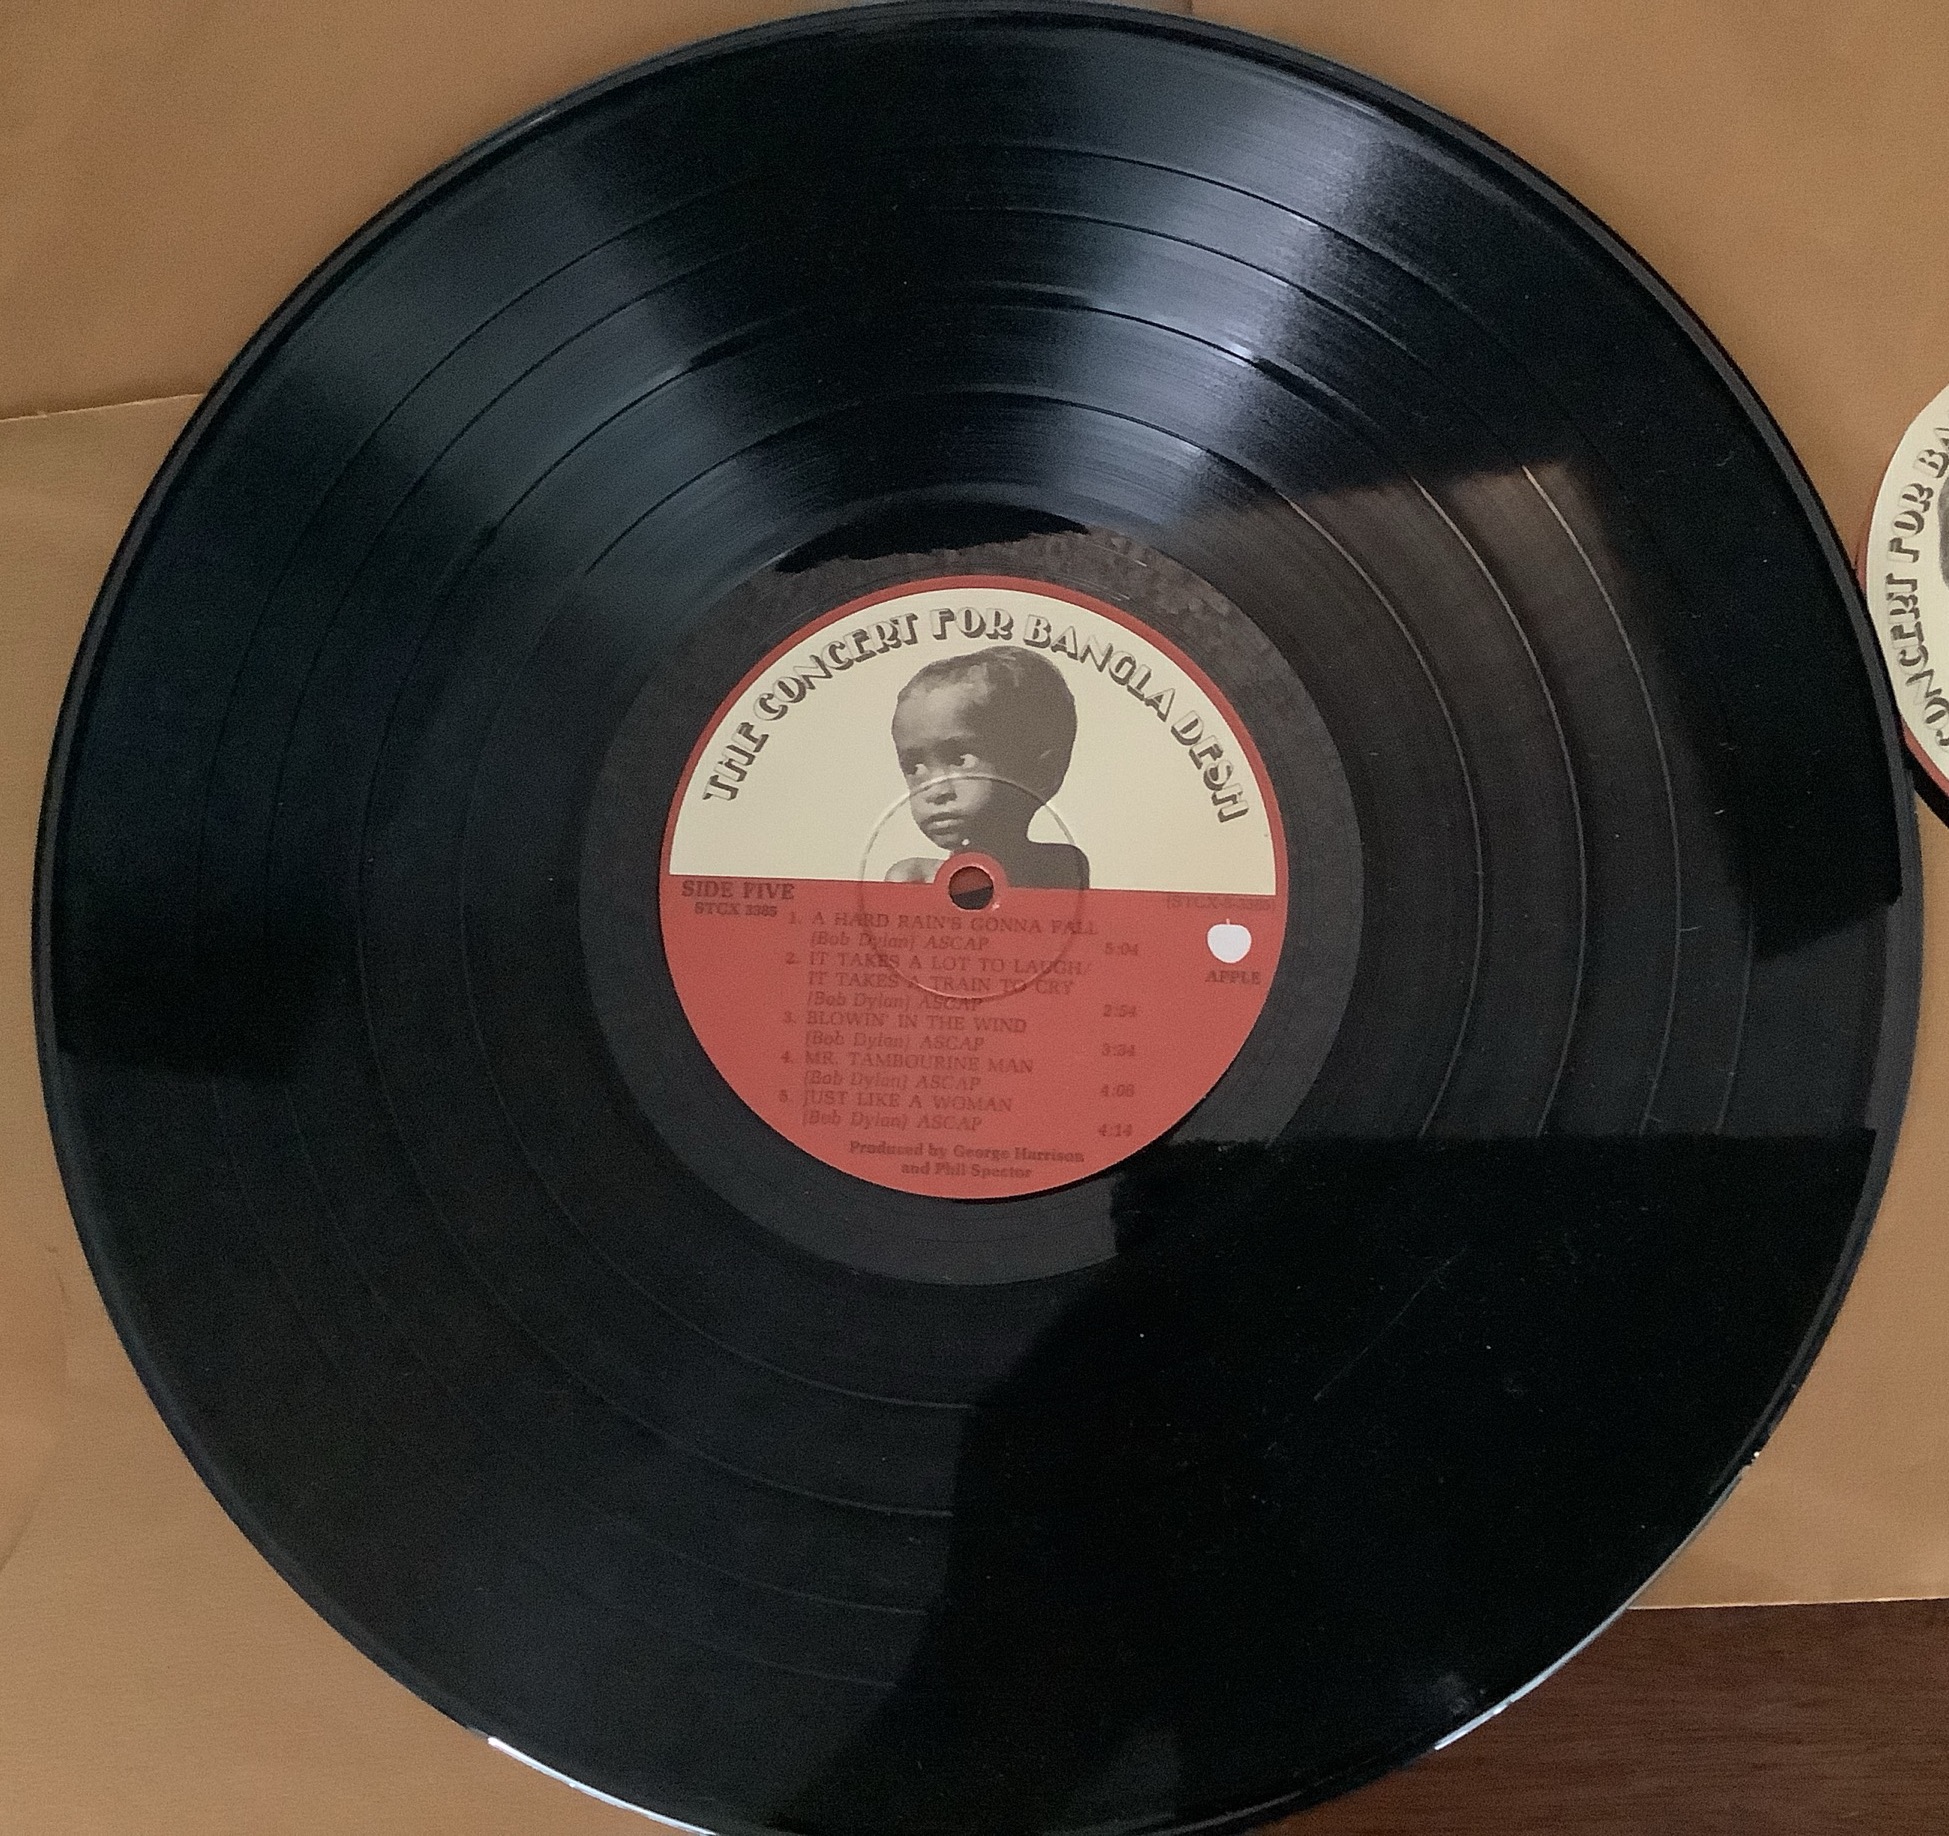 THE CONCERT FOR BANGLA DESH
SIDE FIVE
STCX 3385
(STCX-5-3385)
1. A HARD RAIN'S GONNA FALL
(Bob Dylan) ASCAP 5:04
2. IT TAKES A LOT TO LAUGH/
IT TAKES A TRAIN TO CRY
(Bob Dylan) ASCAP 2:54
3. BLOWIN' IN THE WIND
(Bob Dylan) ASCAP 3:34
4. MR. TAMBOURINE MAN
(Bob Dylan) ASCAP 4:08
5. JUST LIKE A WOMAN
(Bob Dylan) ASCAP 4:14
APPLE
Produced by George Harrison
and Phil Spector
CONCERT FOR